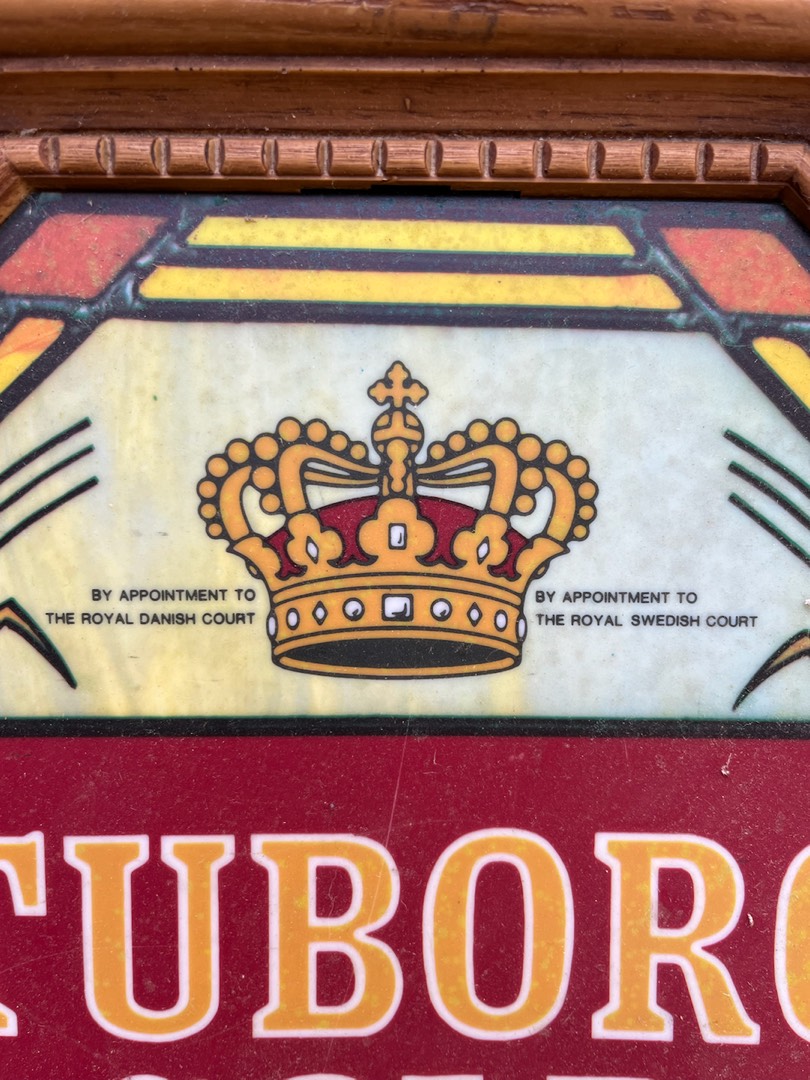 BY APPOINTMENT TO
THE ROYAL DANISH COURT
BY APPOINTMENT TO
THE ROYAL SWEDISH COURT
TUBORG